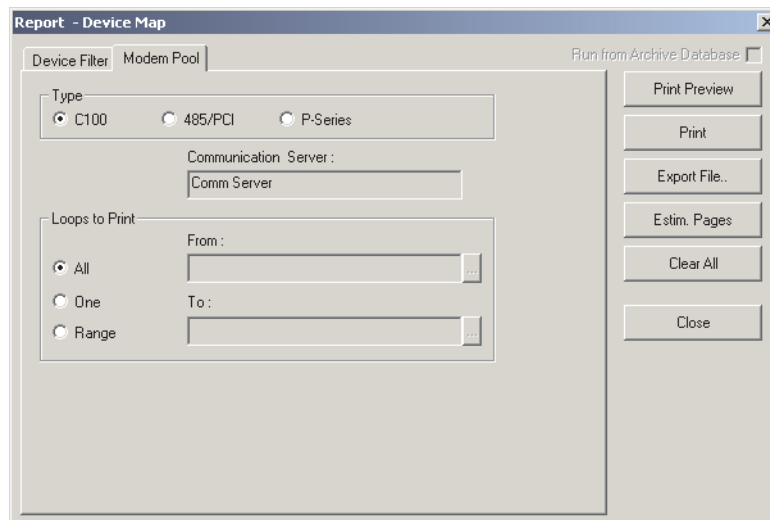 Report - Device Map
Device Filter
Modem Pool
Run from Archive Database
Type
C100
485/PCI
P-Series
Communication Server :
Comm Server
Loops to Print
From :
All
...
One
To :
Range
...
Print Preview
Print
Export File..
Estim. Pages
Clear All
Close